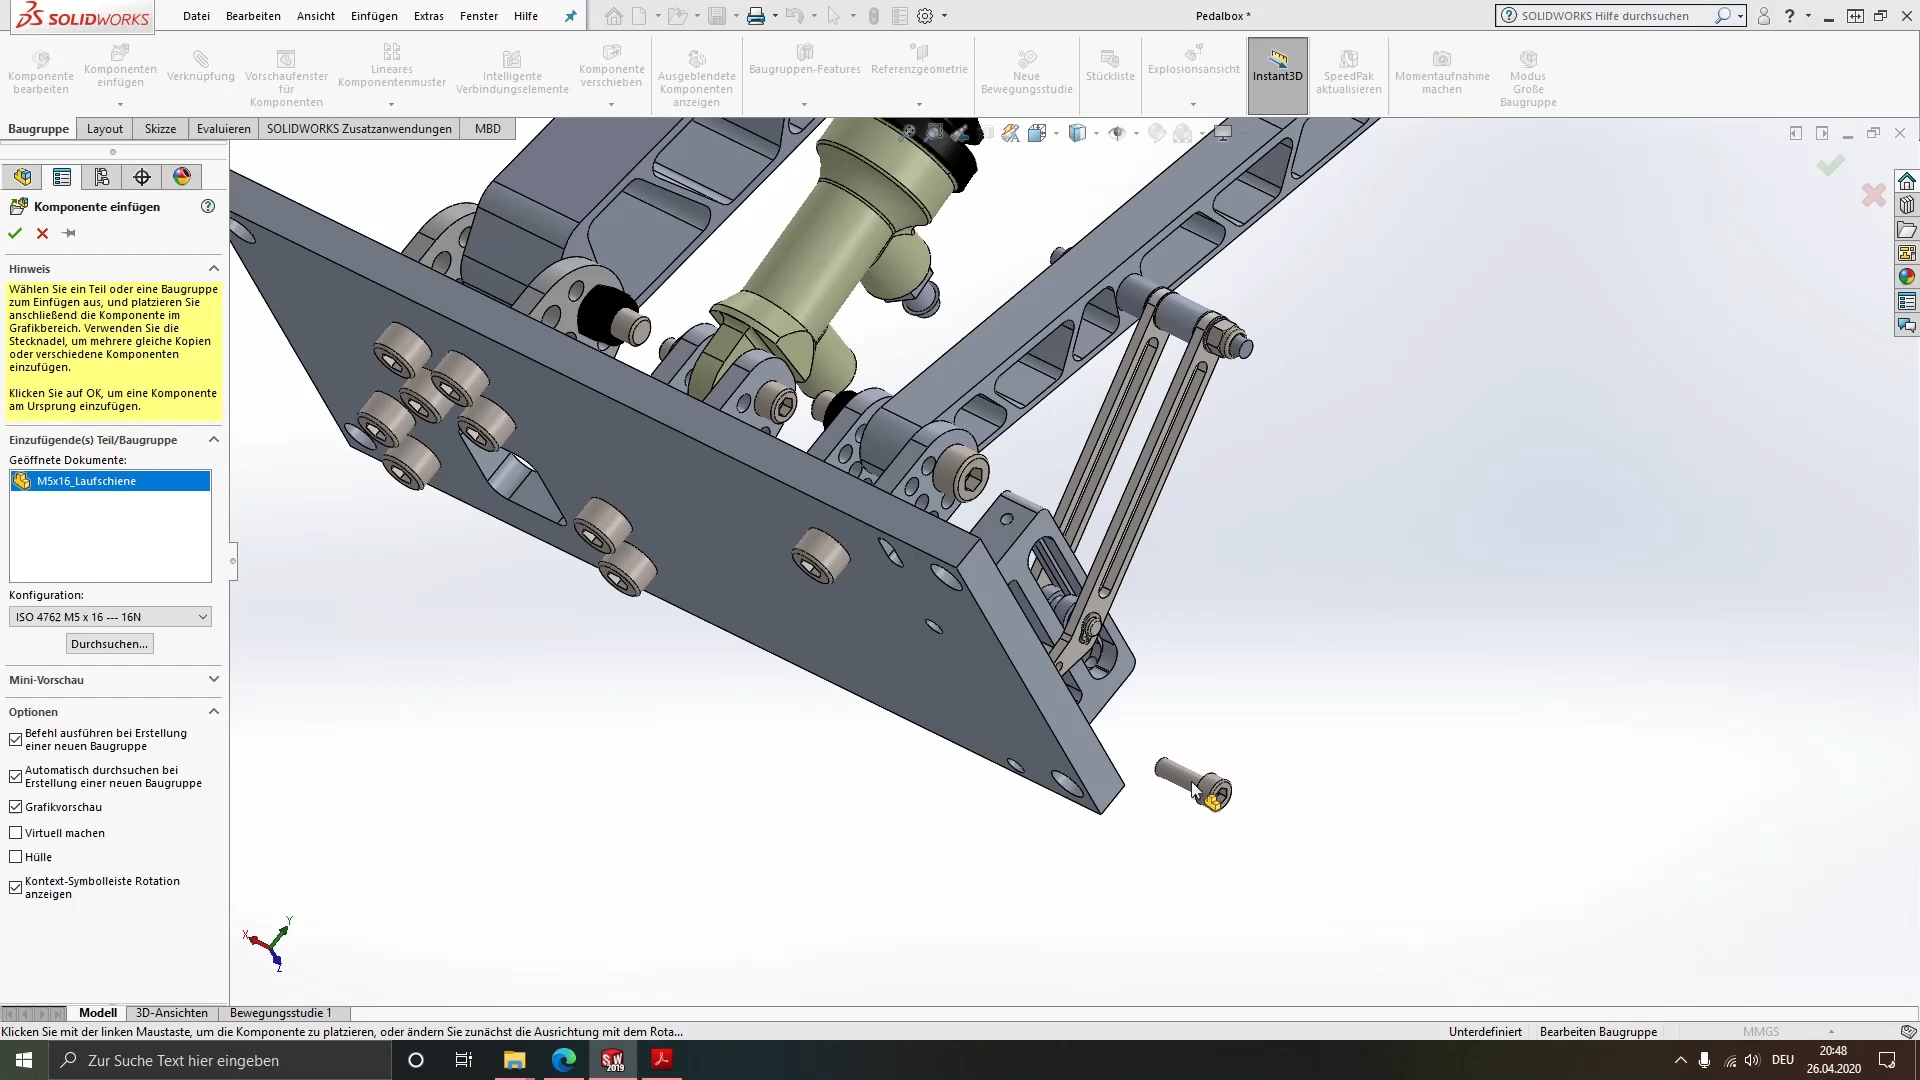 SOLIDWORKS
Datei Bearbeiten Ansicht Einfügen Extras Fenster Hilfe
Pedalbox *
SOLIDWORKS Hilfe durchsuchen
Komponente bearbeiten
Komponenten einfügen
Verknüpfung
Vorschaufenster für Komponenten
Lineares Komponentenmuster
Intelligente Verbindungselemente
Komponente verschieben
Ausgeblendete Komponenten anzeigen
Baugruppen-Features
Referenzgeometrie
Neue Bewegungsstudie
Stückliste
Explosionsansicht
Instant3D
SpeedPak aktualisieren
Momentaufnahme machen
Modus Große Baugruppe
Baugruppe Layout Skizze Evaluieren SOLIDWORKS Zusatzanwendungen MBD
Komponente einfügen
Hinweis
Wählen Sie ein Teil oder eine Baugruppe
zum Einfügen aus, und platzieren Sie
anschließend die Komponente im
Grafikbereich. Verwenden Sie die
Stecknadel, um mehrere gleiche Kopien
oder verschiedene Komponenten
einzufügen.
Klicken Sie auf OK, um eine Komponente
am Ursprung einzufügen.
Einzufügende(s) Teil/Baugruppe
Geöffnete Dokumente:
M5x16_Laufschiene
Konfiguration:
ISO 4762 M5 x 16 --- 16N
Durchsuchen...
Mini-Vorschau
Optionen
Befehl ausführen bei Erstellung
einer neuen Baugruppe
Automatisch durchsuchen bei
Erstellung einer neuen Baugruppe
Grafikvorschau
Virtuell machen
Hülle
Kontext-Symbolleiste Rotation
anzeigen
Y
X
Z
Modell 3D-Ansichten Bewegungsstudie 1
Klicken Sie mit der linken Maustaste, um die Komponente zu platzieren, oder ändern Sie zunächst die Ausrichtung mit dem Rota...
Unterdefiniert Bearbeiten Baugruppe MMGS
Zur Suche Text hier eingeben
SW
2019
DEU
20:48
26.04.2020